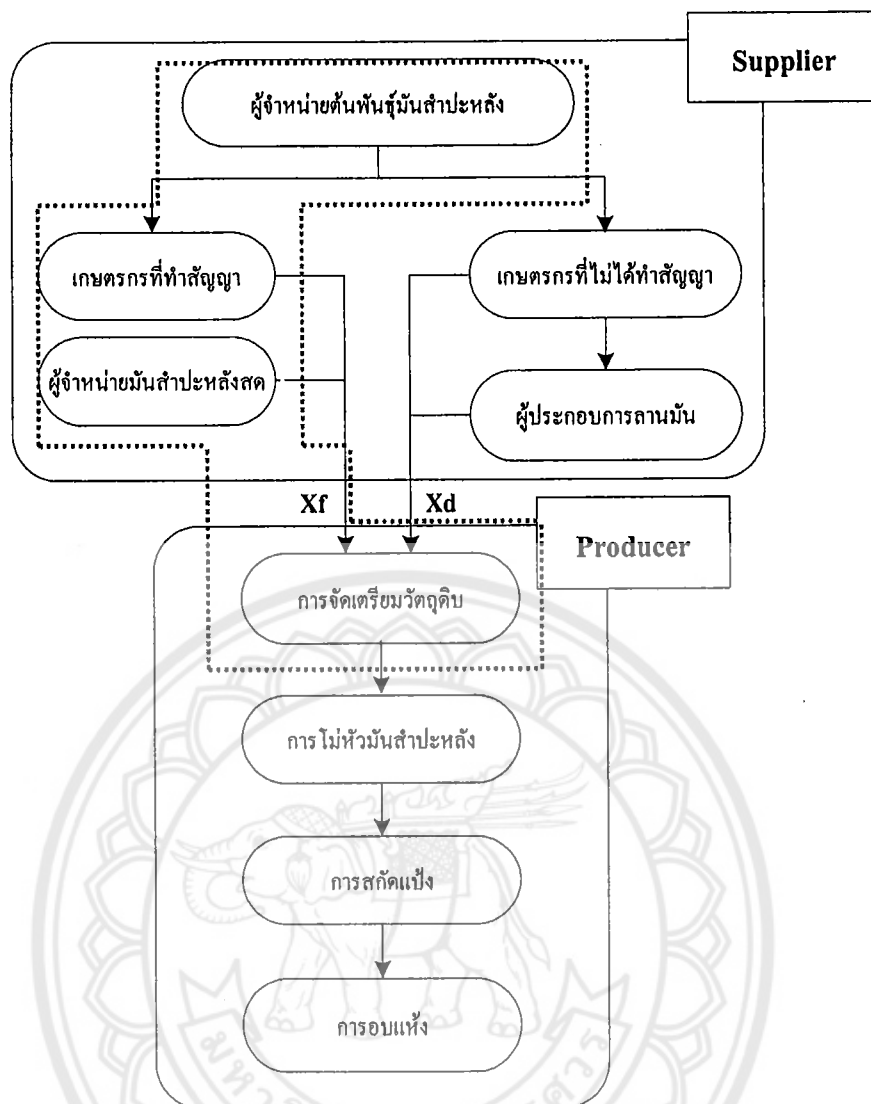 Supplier
ผู้จำหน่ายต้นพันธุ์มันสำปะหลัง
เกษตรกรที่ทำสัญญา
เกษตรกรที่ไม่ได้ทำสัญญา
ผู้จำหน่ายมันสำปะหลังสด
ผู้ประกอบการลานมัน
Xf
Xd
Producer
การจัดเตรียมวัตถุดิบ
การโม่หัวมันสำปะหลัง
การสกัดแป้ง
การอบแห้ง